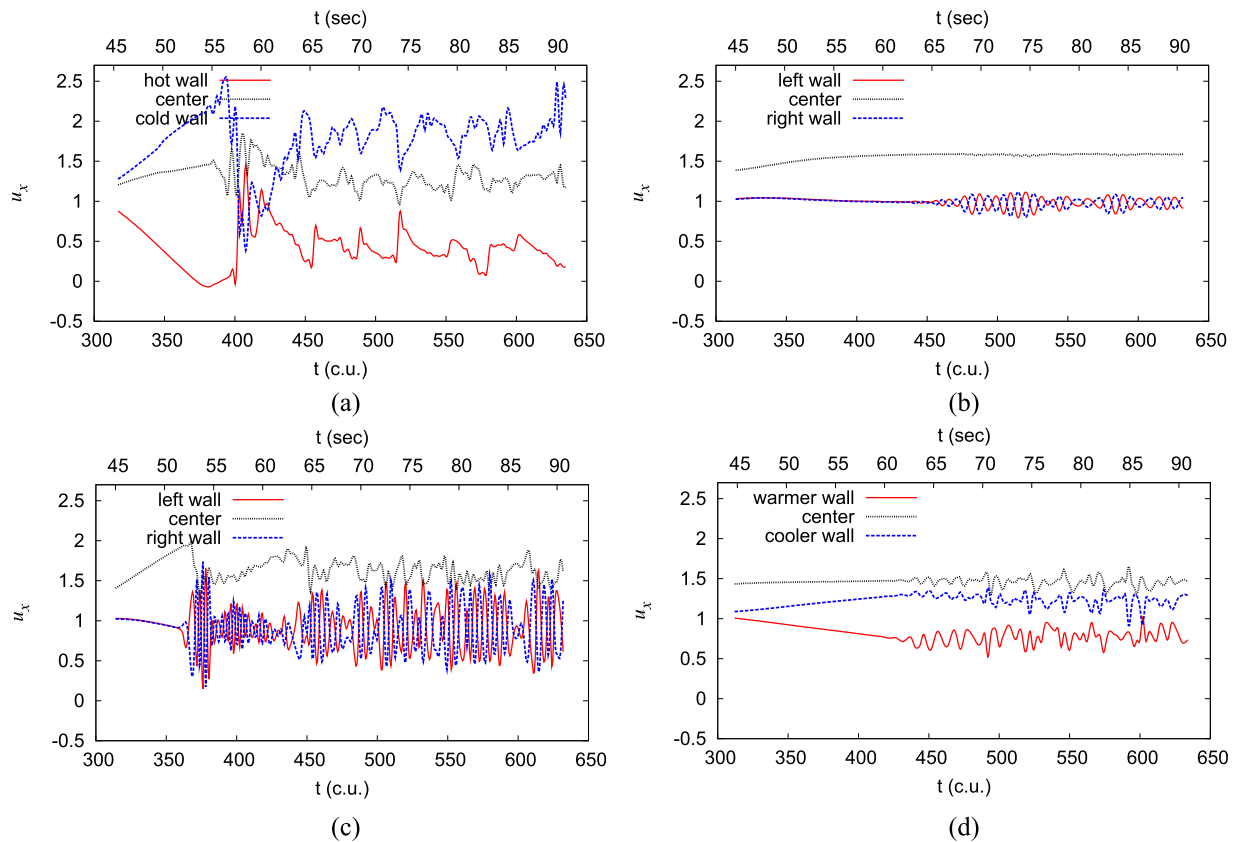 t (sec)
45 50 55 60 65 70 75 80 85 90
2.5
2
1.5
1
0.5
0
-0.5
u_x
hot wall
center
cold wall
300 350 400 450 500 550 600 650
t (c.u.)
(a)
t (sec)
45 50 55 60 65 70 75 80 85 90
2.5
2
1.5
1
0.5
0
-0.5
u_x
left wall
center
right wall
300 350 400 450 500 550 600 650
t (c.u.)
(b)
t (sec)
45 50 55 60 65 70 75 80 85 90
2.5
2
1.5
1
0.5
0
-0.5
u_x
left wall
center
right wall
300 350 400 450 500 550 600 650
t (c.u.)
(c)
t (sec)
45 50 55 60 65 70 75 80 85 90
2.5
2
1.5
1
0.5
0
-0.5
u_x
warmer wall
center
cooler wall
300 350 400 450 500 550 600 650
t (c.u.)
(d)